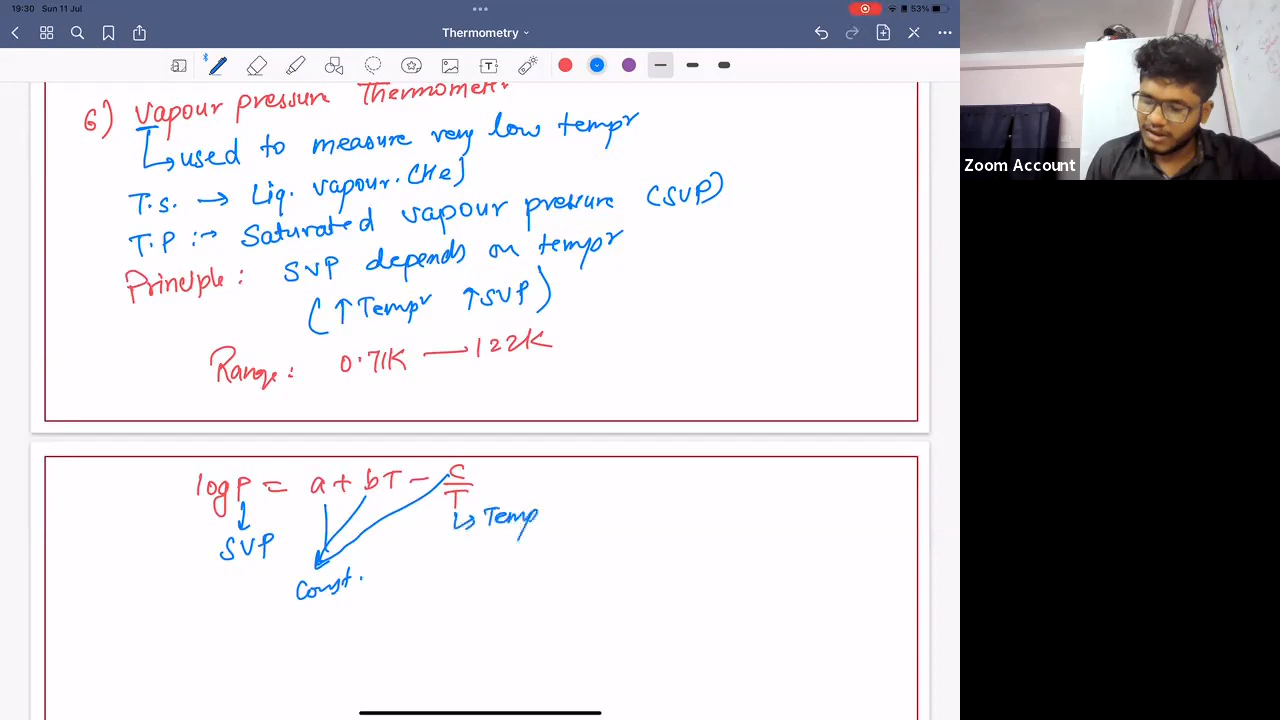 19:30 Sun 11 Jul
53%
Thermometry
T
6) Vapour pressure Thermometer
↳ used to measure very low tempr
T.S. → Liq. vapour. (He)
T.P :→ Saturated vapour pressure (SVP)
Principle: SVP depends on tempr
(↑ Tempr ↑ SVP)
Range: 0.71K — 122K
log P = a + bT − C/T
↳ Temp
SVP
Const.
Zoom Account